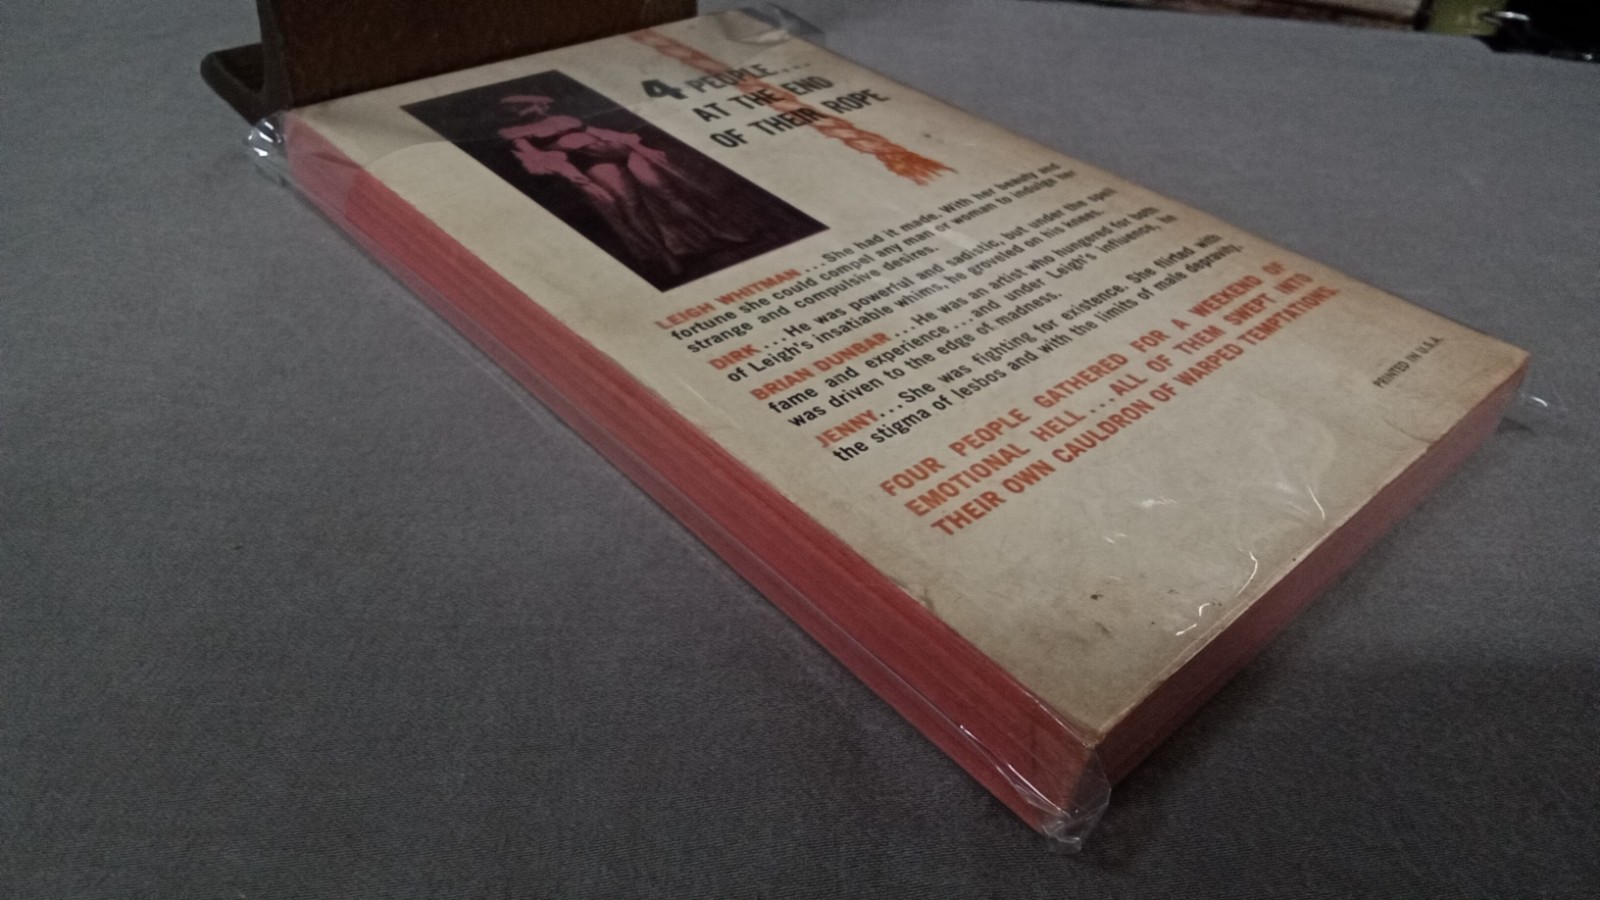 4 PEOPLE....
AT THE END
OF THEIR ROPE
LEIGH WHITMAN ... She had it made. With her beauty and
fortune she could compel any man or woman to indulge her
strange and compulsive desires.
DIRK ... He was powerful and sadistic, but under the spell
of Leigh's insatiable whims, he groveled on his knees.
BRIAN DUNBAR ... He was an artist who hungered for both
fame and experience ... and under Leigh's influence, he
was driven to the edge of madness.
JENNY ... She was fighting for existence. She flirted with
the stigma of lesbos and with the limits of male depravity.
FOUR PEOPLE GATHERED FOR A WEEKEND OF
EMOTIONAL HELL ... ALL OF THEM SWEPT INTO
THEIR OWN CAULDRON OF WARPED TEMPTATIONS.
PRINTED IN U.S.A.